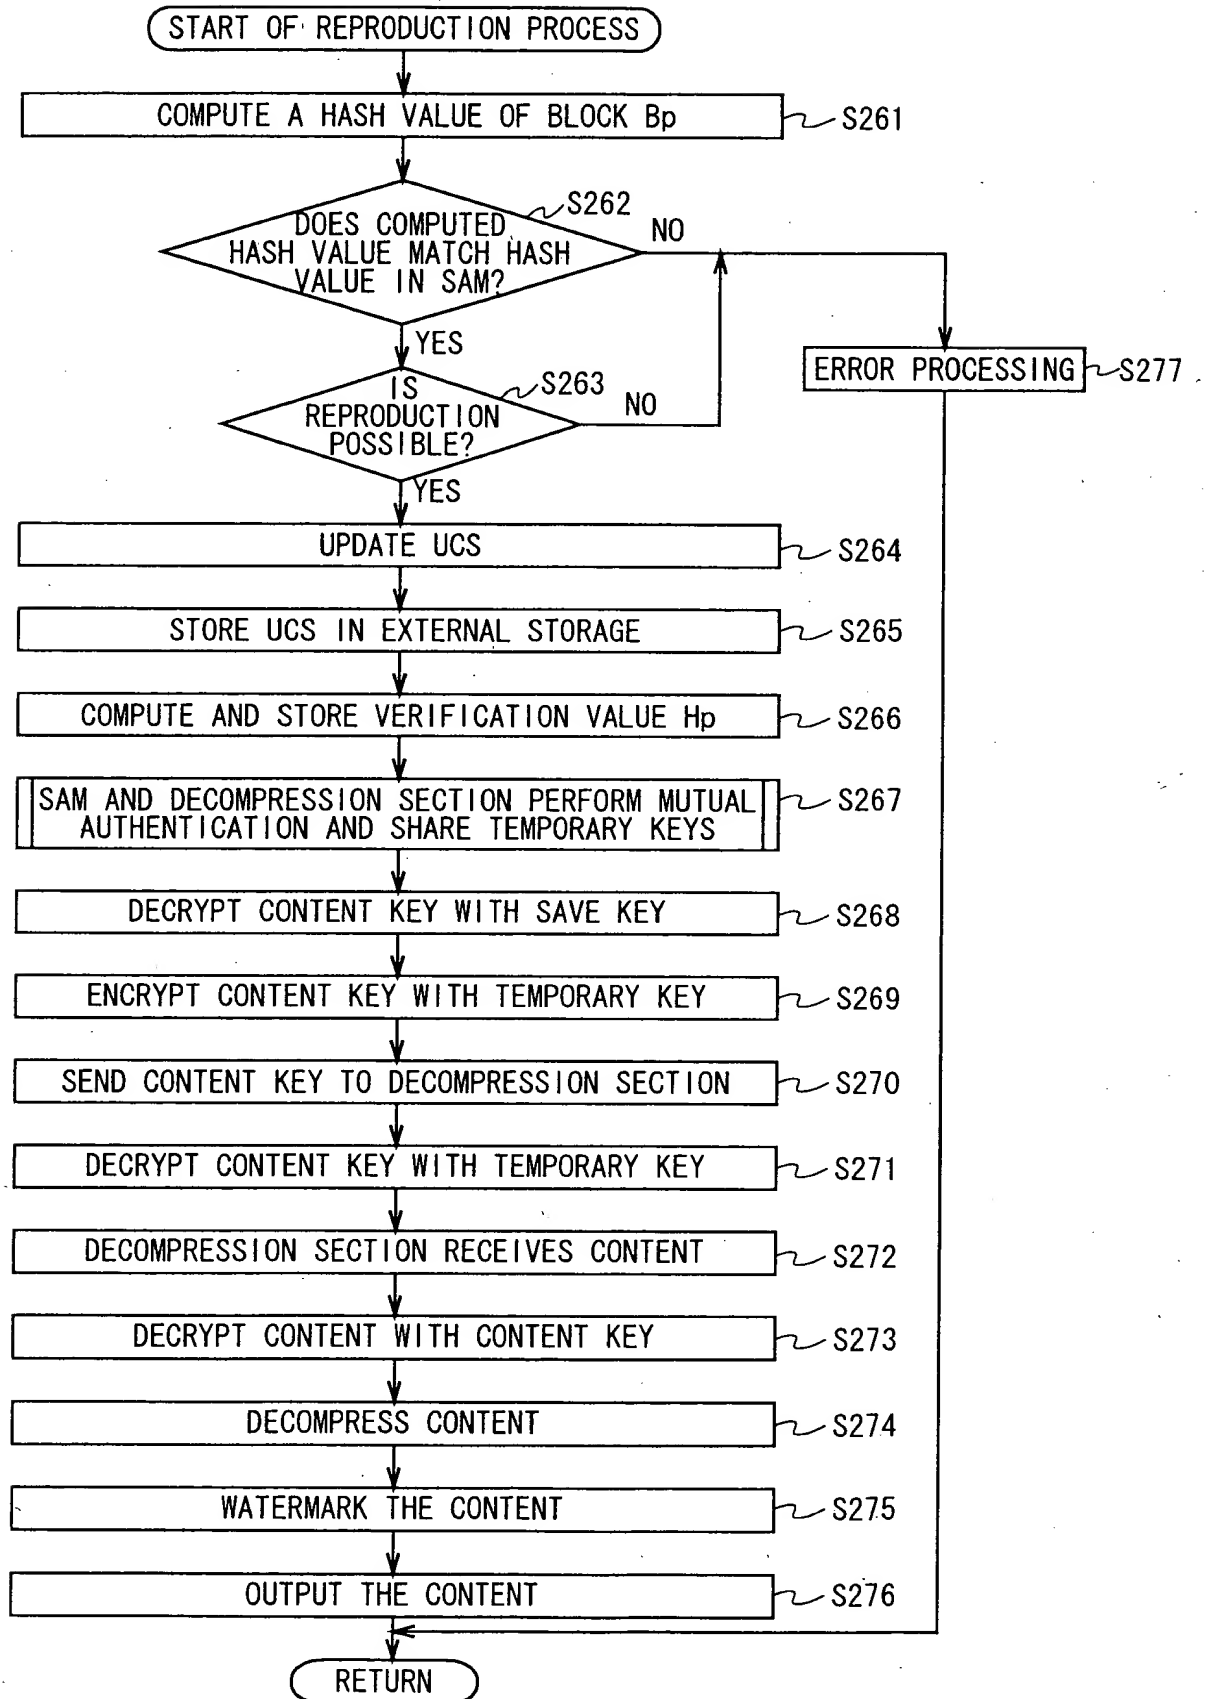 START OF REPRODUCTION PROCESS
COMPUTE A HASH VALUE OF BLOCK Bp
S261
S262
DOES COMPUTED
HASH VALUE MATCH HASH
VALUE IN SAM?
NO
YES
S263
IS
REPRODUCTION
POSSIBLE?
NO
ERROR PROCESSING
S277
YES
UPDATE UCS
S264
STORE UCS IN EXTERNAL STORAGE
S265
COMPUTE AND STORE VERIFICATION VALUE Hp
S266
SAM AND DECOMPRESSION SECTION PERFORM MUTUAL
AUTHENTICATION AND SHARE TEMPORARY KEYS
S267
DECRYPT CONTENT KEY WITH SAVE KEY
S268
ENCRYPT CONTENT KEY WITH TEMPORARY KEY
S269
SEND CONTENT KEY TO DECOMPRESSION SECTION
S270
DECRYPT CONTENT KEY WITH TEMPORARY KEY
S271
DECOMPRESSION SECTION RECEIVES CONTENT
S272
DECRYPT CONTENT WITH CONTENT KEY
S273
DECOMPRESS CONTENT
S274
WATERMARK THE CONTENT
S275
OUTPUT THE CONTENT
S276
RETURN